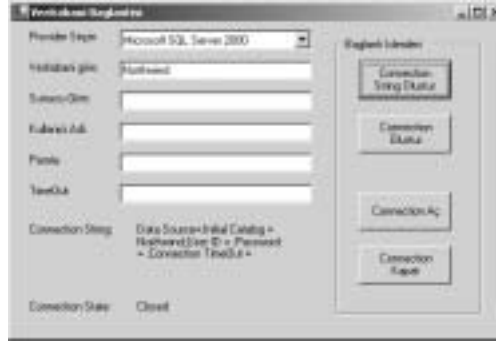 Veritabanı Bağlantısı
Provider Seçin
Microsoft SQL Server 2000
Veritabanı girin
Northwind
Sunucu Girin
Kullanıcı Adı
Parola
TimeOut
Connection String
Data Source=;Initial Catalog =
Northwind;User ID = ;Password
= ;Connection TimeOut =
Connection State
Closed
Bağlantı İşlemleri
Connection
String Oluştur
Connection
Oluştur
Connection Aç
Connection
Kapat